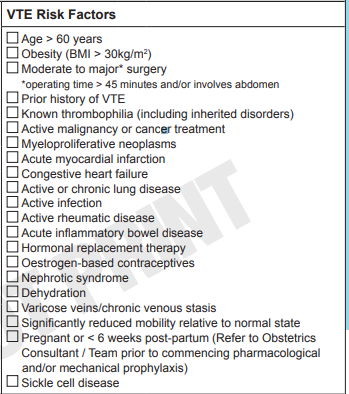 VTE Risk Factors
Age > 60 years
Obesity (BMI > 30kg/m²)
Moderate to major* surgery
*operating time > 45 minutes and/or involves abdomen
Prior history of VTE
Known thrombophilia (including inherited disorders)
Active malignancy or cancer treatment
Myeloproliferative neoplasms
Acute myocardial infarction
Congestive heart failure
Active or chronic lung disease
Active infection
Active rheumatic disease
Acute inflammatory bowel disease
Hormonal replacement therapy
Oestrogen-based contraceptives
Nephrotic syndrome
Dehydration
Varicose veins/chronic venous stasis
Significantly reduced mobility relative to normal state
Pregnant or < 6 weeks post-partum (Refer to Obstetrics
Consultant / Team prior to commencing pharmacological
and/or mechanical prophylaxis)
Sickle cell disease